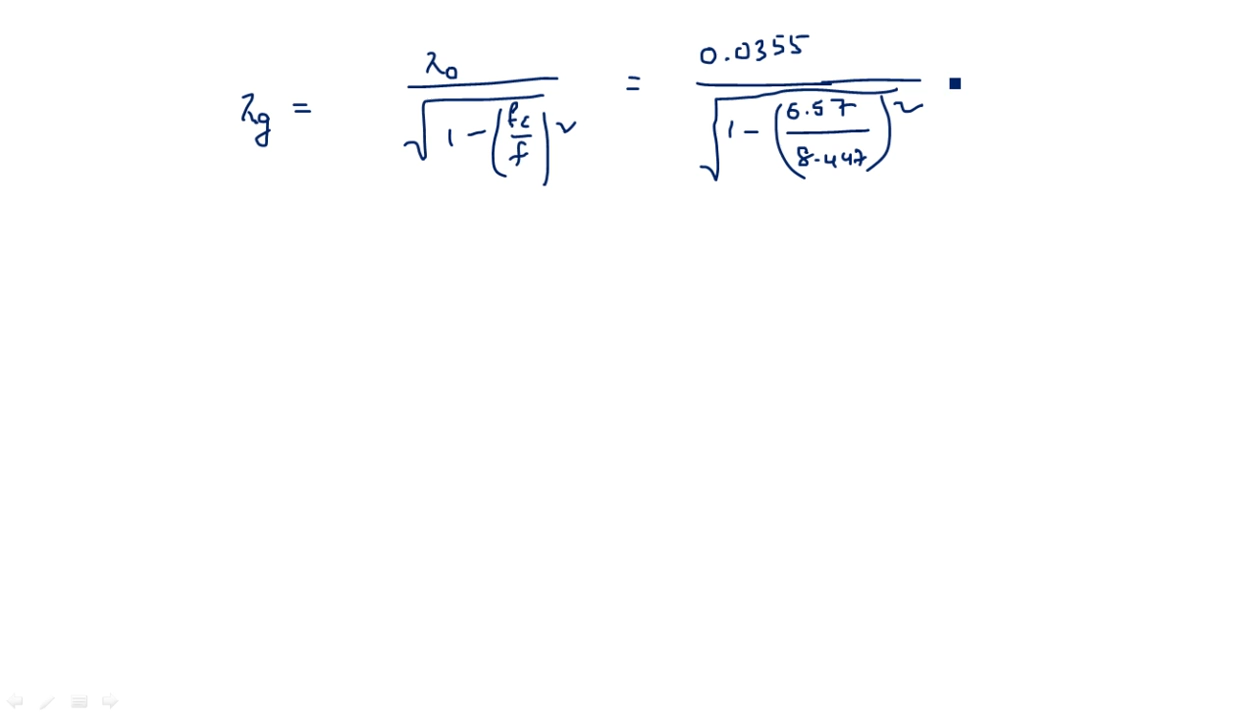 λg = λ0 / √(1 - (fc/f)²) = 0.0355 / √(1 - (6.57/8.447)²)